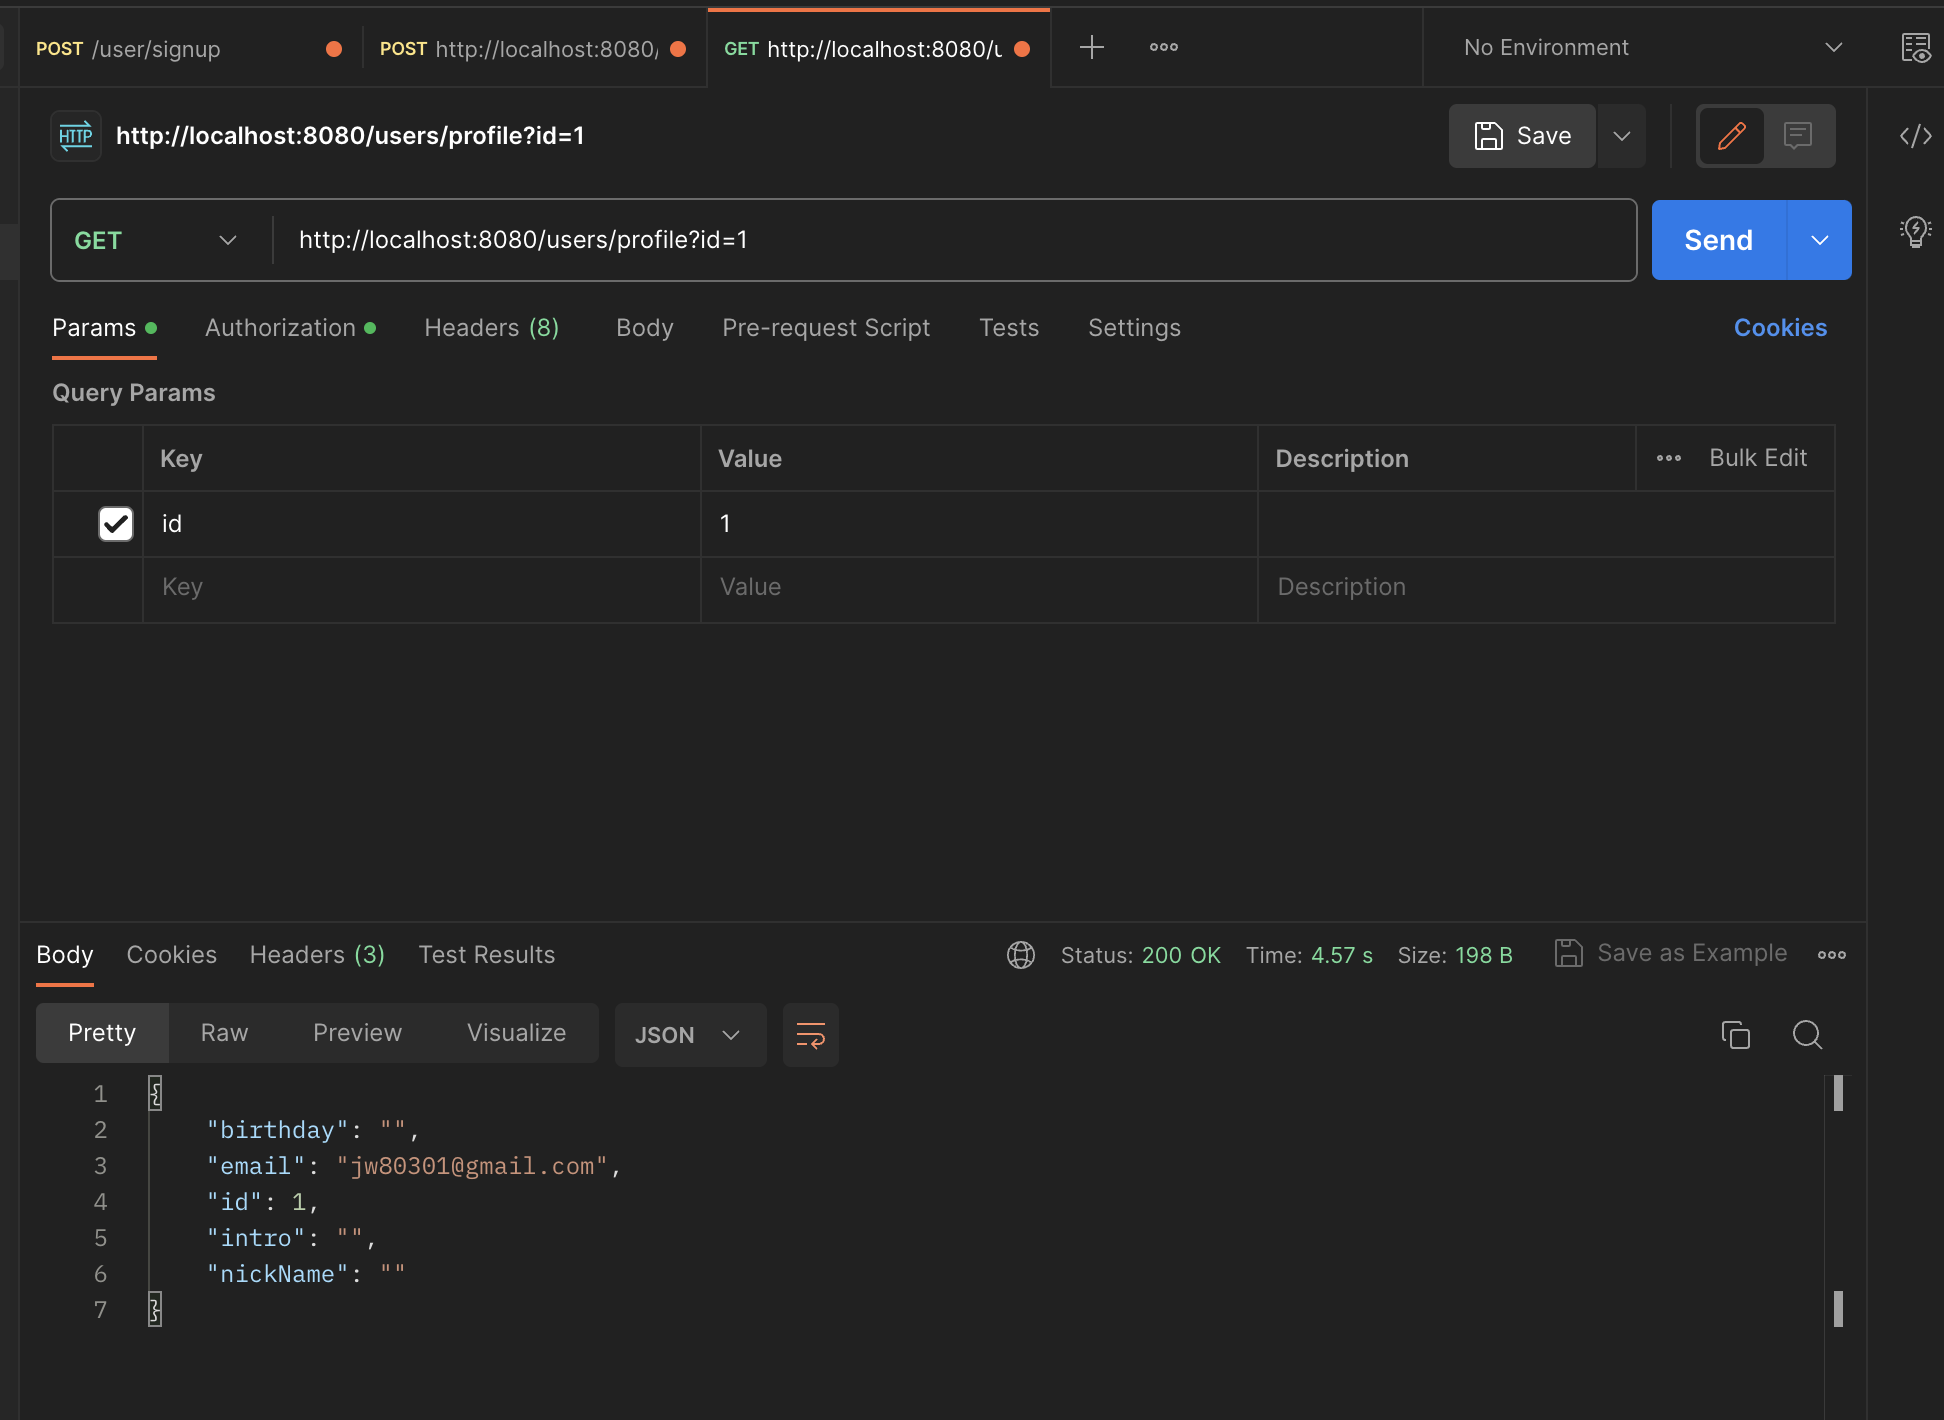 POST /user/signup
POST http://localhost:8080/
GET http://localhost:8080/u
No Environment
HTTP http://localhost:8080/users/profile?id=1
Save
GET http://localhost:8080/users/profile?id=1
Send
Params Authorization Headers (8) Body Pre-request Script Tests Settings Cookies
Query Params
Key Value Description Bulk Edit
id 1
Key Value Description
Body Cookies Headers (3) Test Results Status: 200 OK Time: 4.57 s Size: 198 B Save as Example
Pretty Raw Preview Visualize JSON
1 {
2 "birthday": "",
3 "email": "jw80301@gmail.com",
4 "id": 1,
5 "intro": "",
6 "nickName": ""
7 }